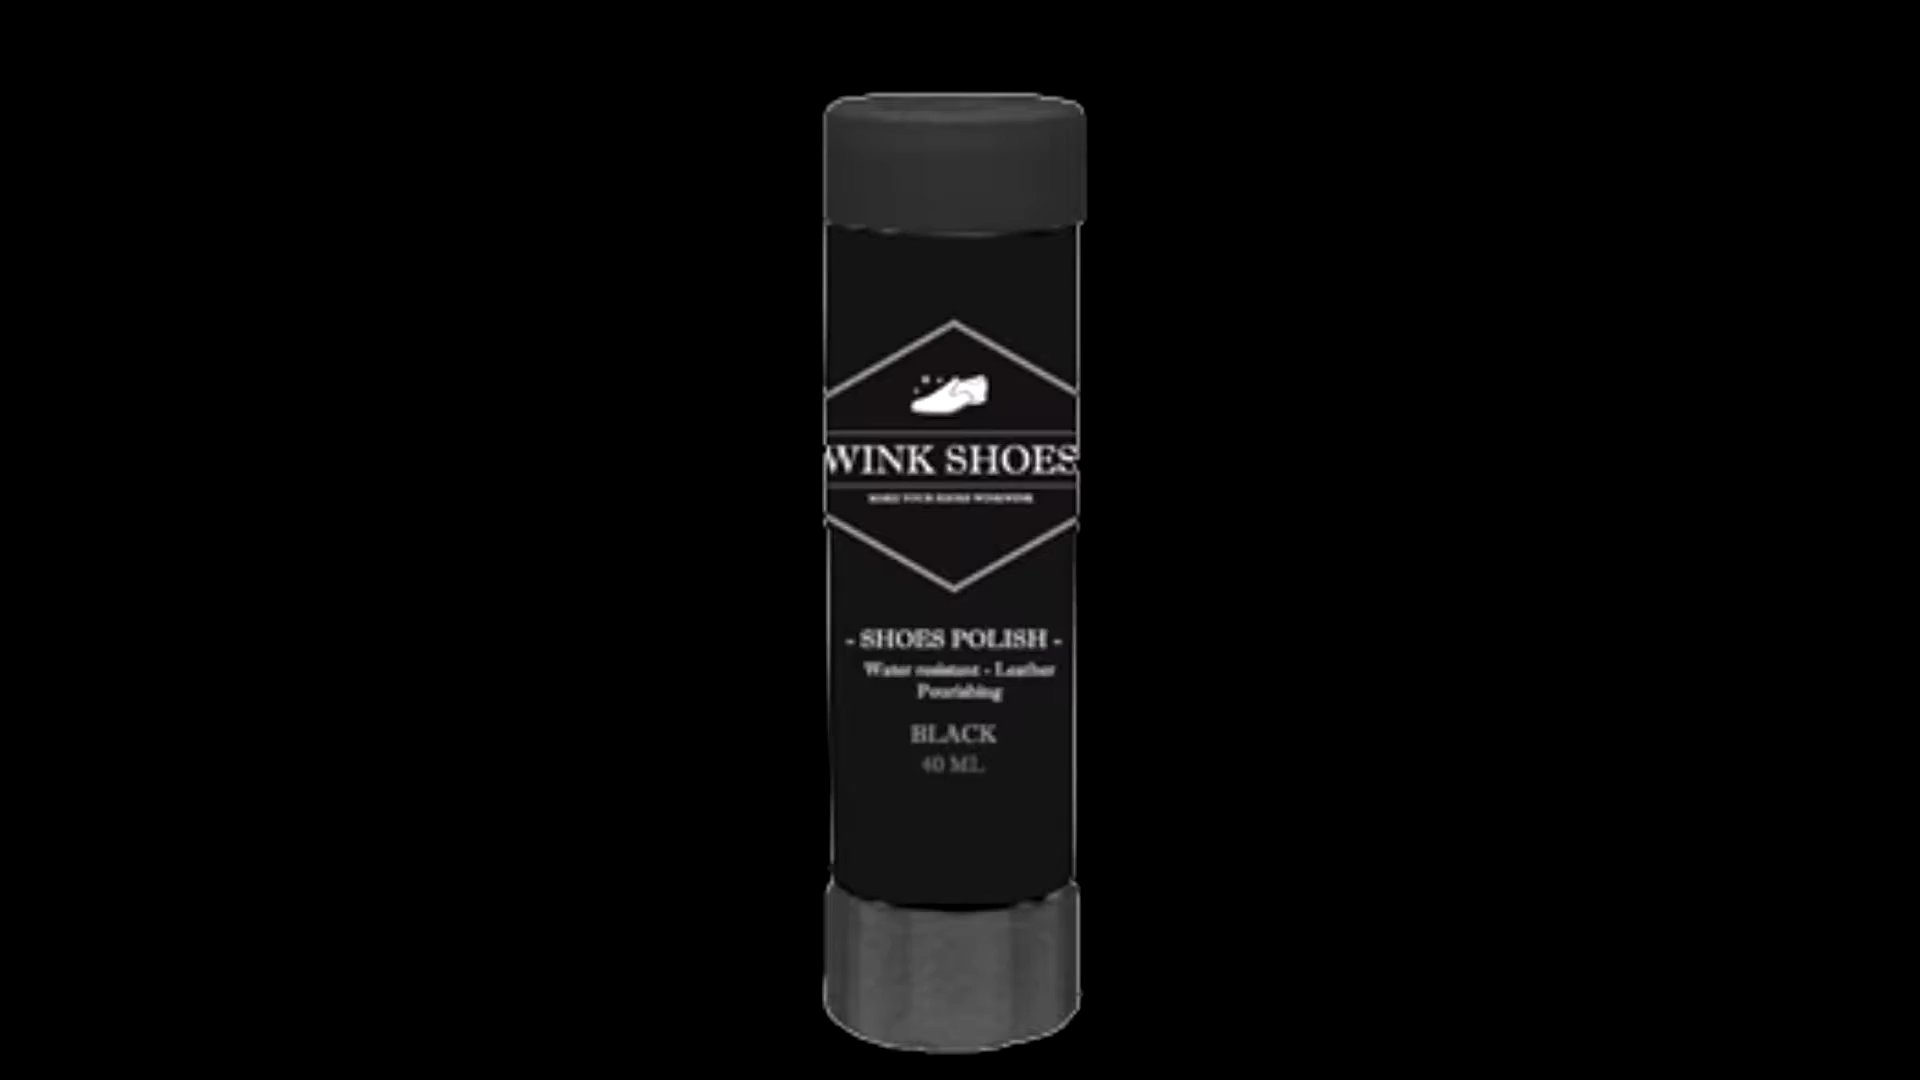 WINK SHOES
- SHOES POLISH -
Water resistant - Leather
Pourishing
BLACK
40 ML